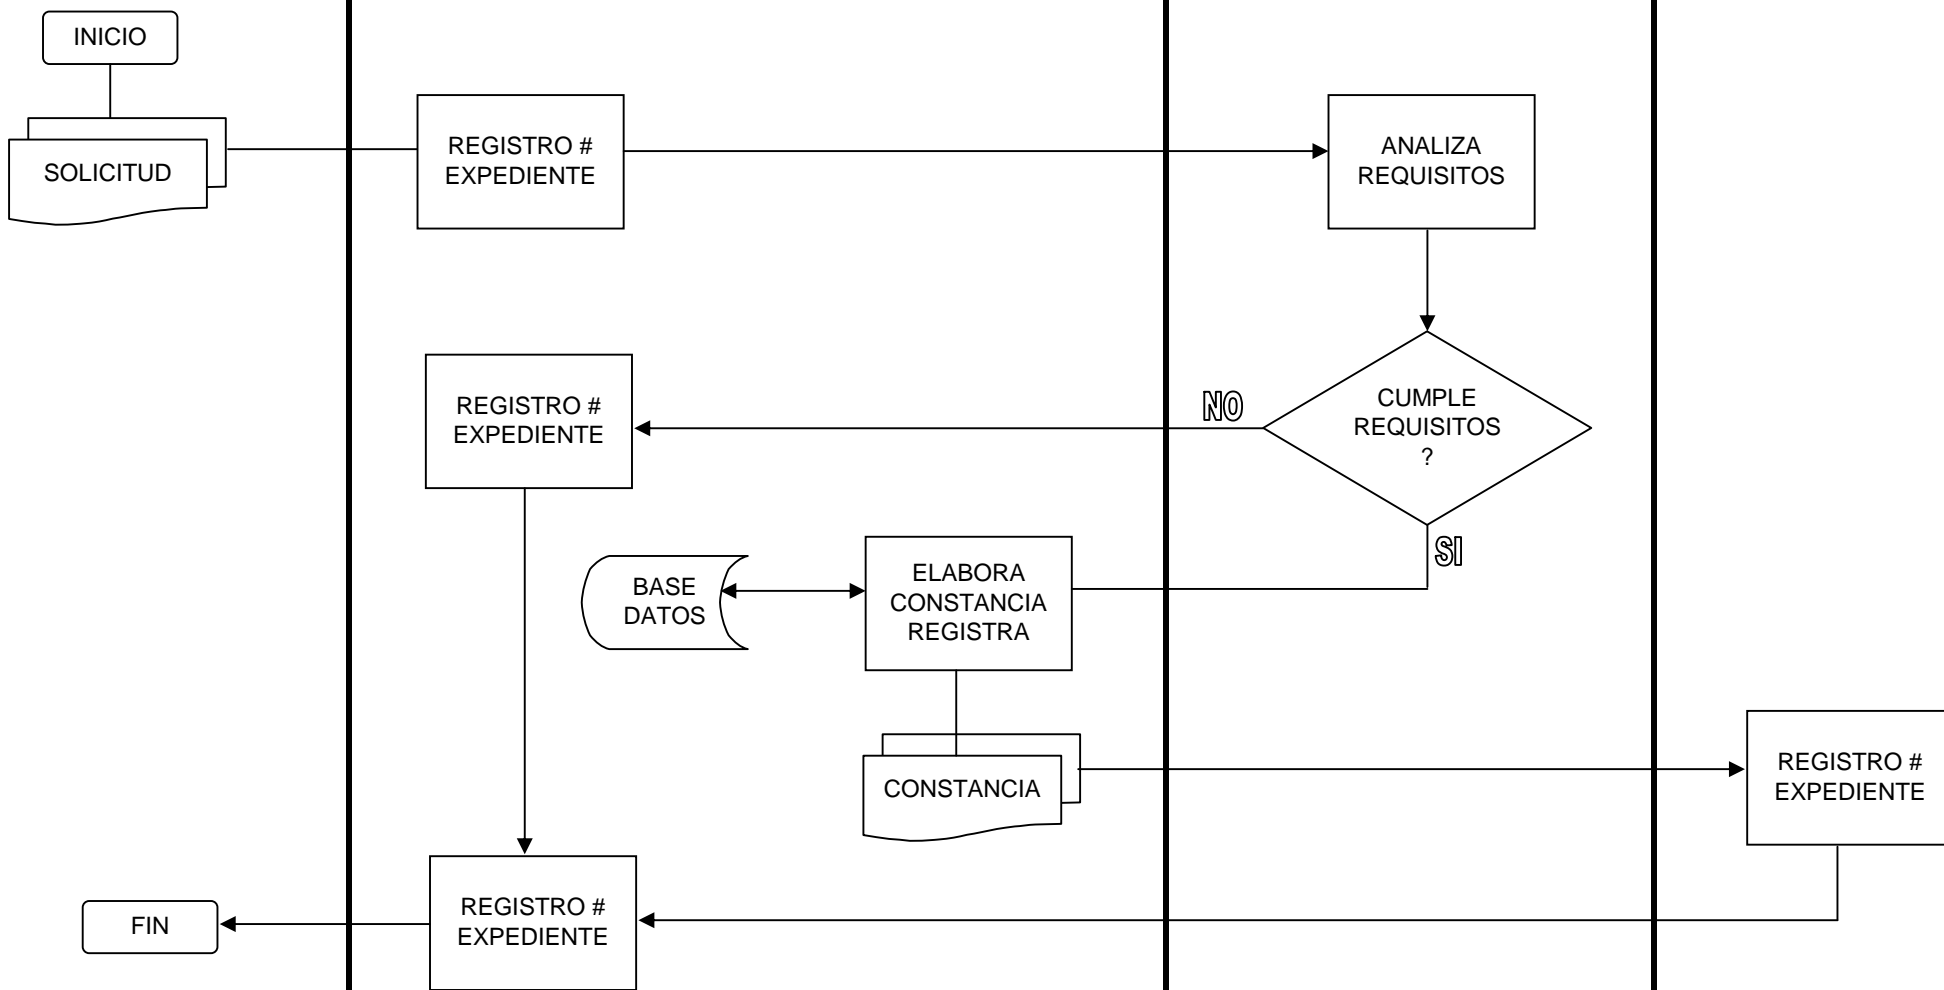 INICIO
SOLICITUD
REGISTRO #
EXPEDIENTE
ANALIZA
REQUISITOS
CUMPLE
REQUISITOS
?
NO
SI
REGISTRO #
EXPEDIENTE
BASE
DATOS
ELABORA
CONSTANCIA
REGISTRA
CONSTANCIA
REGISTRO #
EXPEDIENTE
REGISTRO #
EXPEDIENTE
FIN